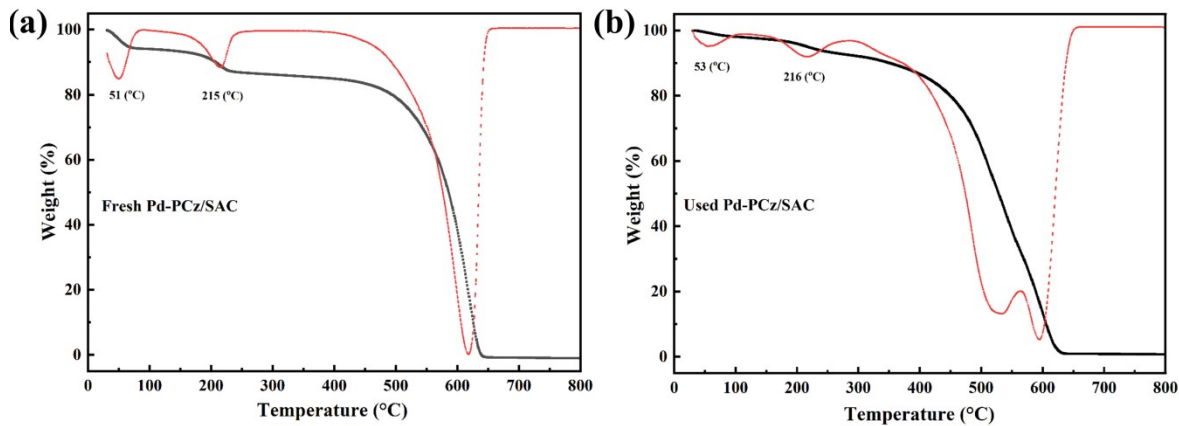 (a)
100
80
60
40
20
0
Weight (%)
51 (°C)
215 (°C)
Fresh Pd-PCz/SAC
0 100 200 300 400 500 600 700 800
Temperature (°C)
(b)
100
80
60
40
20
0
Weight (%)
53 (°C)
216 (°C)
Used Pd-PCz/SAC
0 100 200 300 400 500 600 700 800
Temperature (°C)